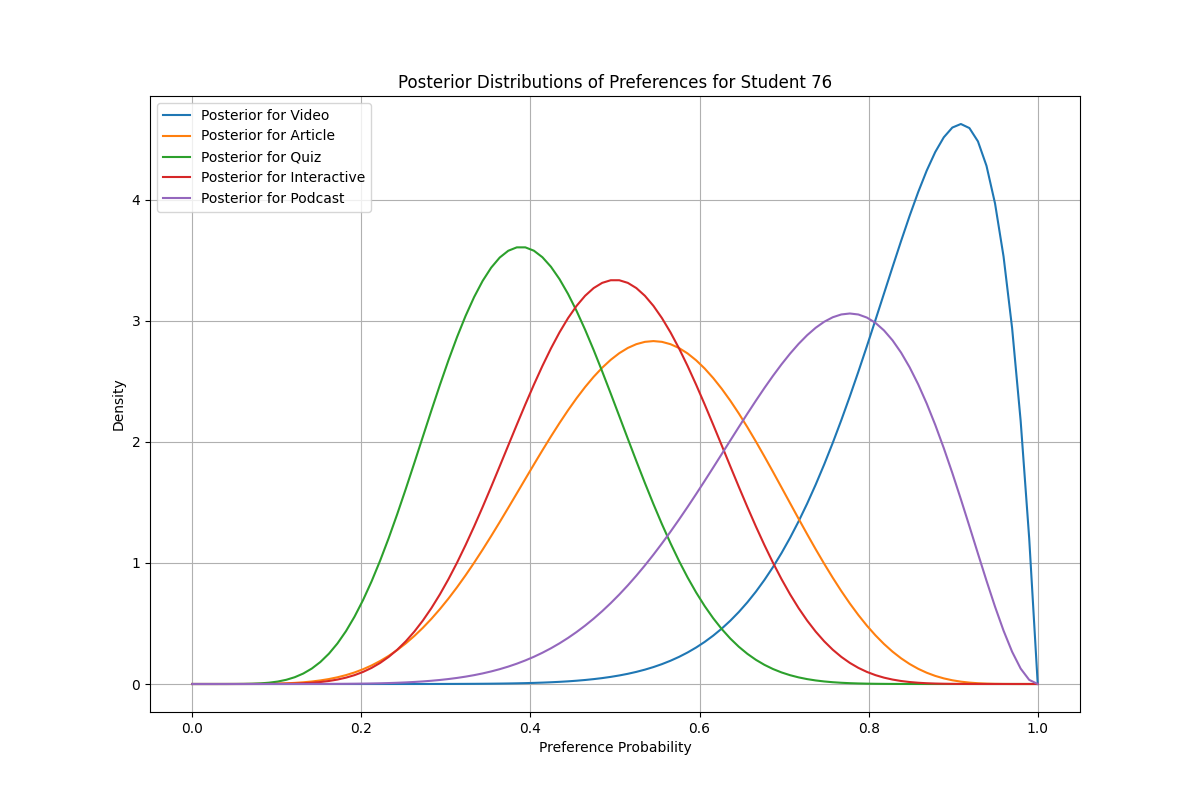 Posterior Distributions of Preferences for Student 76
Posterior for Video
Posterior for Article
Posterior for Quiz
Posterior for Interactive
Posterior for Podcast
Density
4
3
2
1
0
0.0 0.2 0.4 0.6 0.8 1.0
Preference Probability